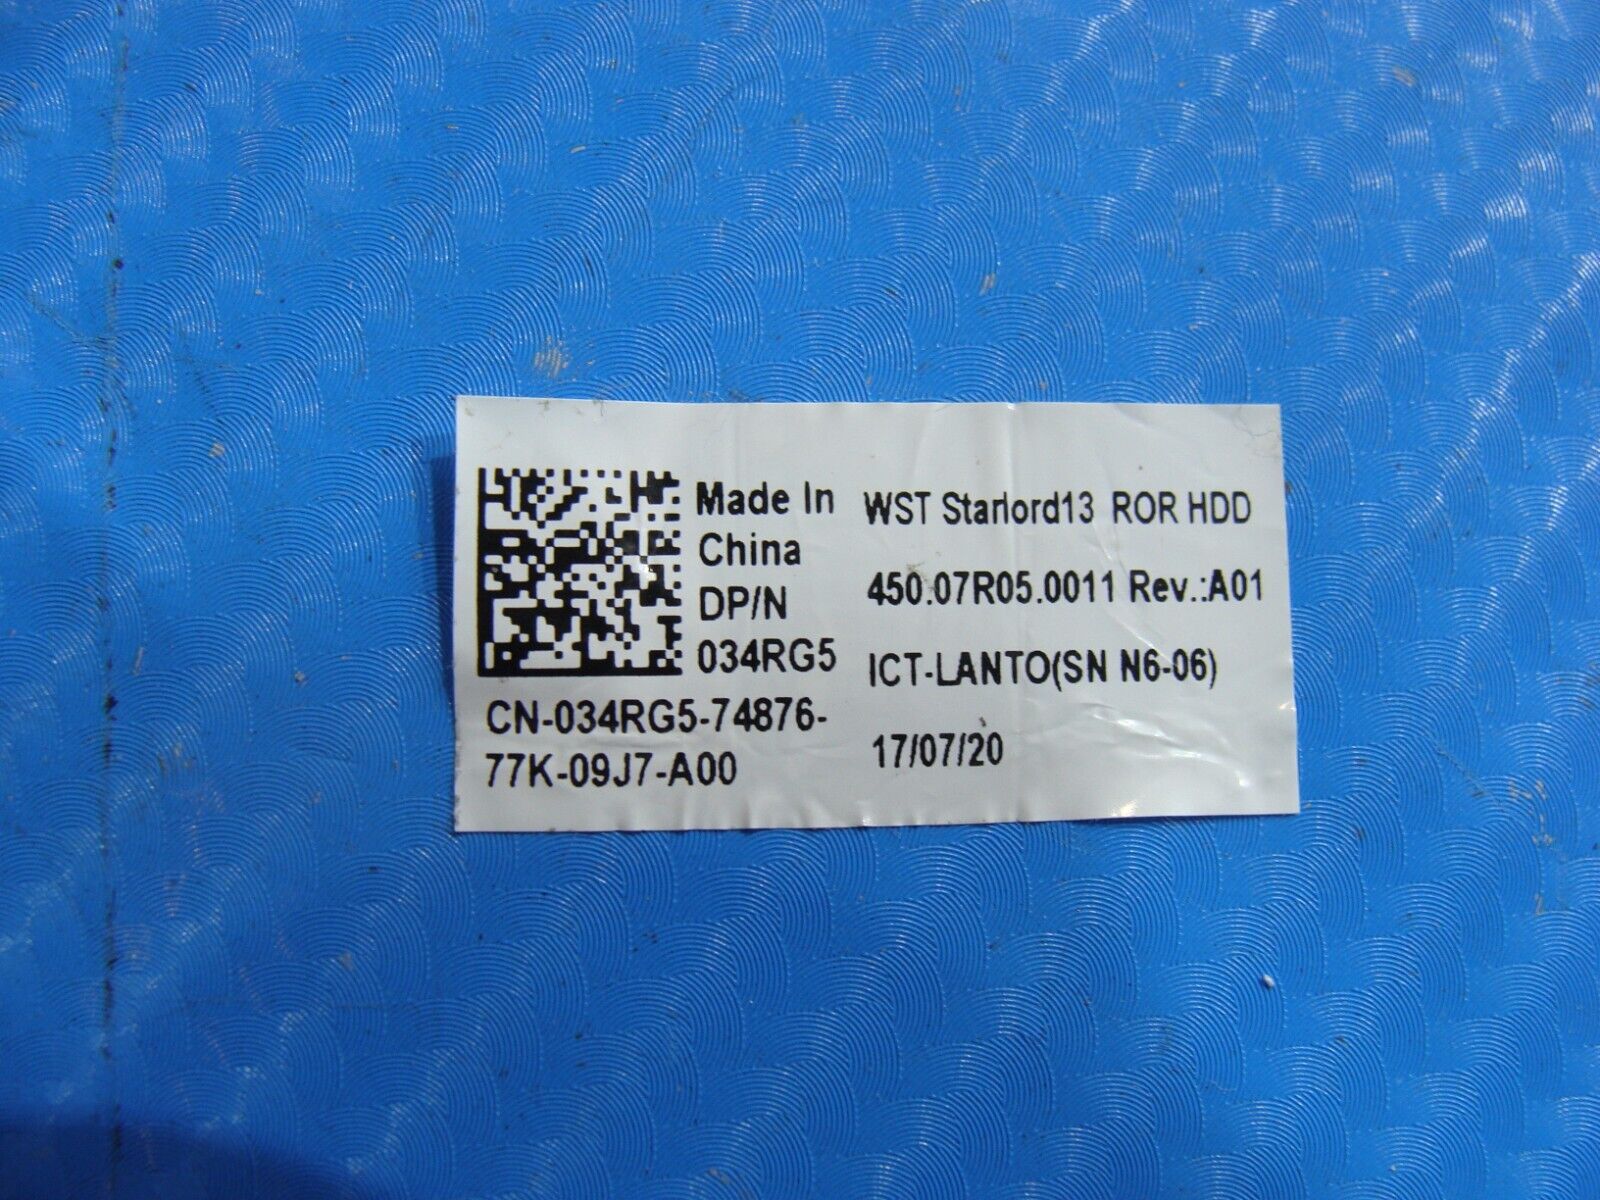 Made In
China
DP/N
034RG5
CN-034RG5-74876-
77K-09J7-A00
WST Starlord13 ROR HDD
450.07R05.0011 Rev.:A01
ICT-LANTO(SN N6-06)
17/07/20